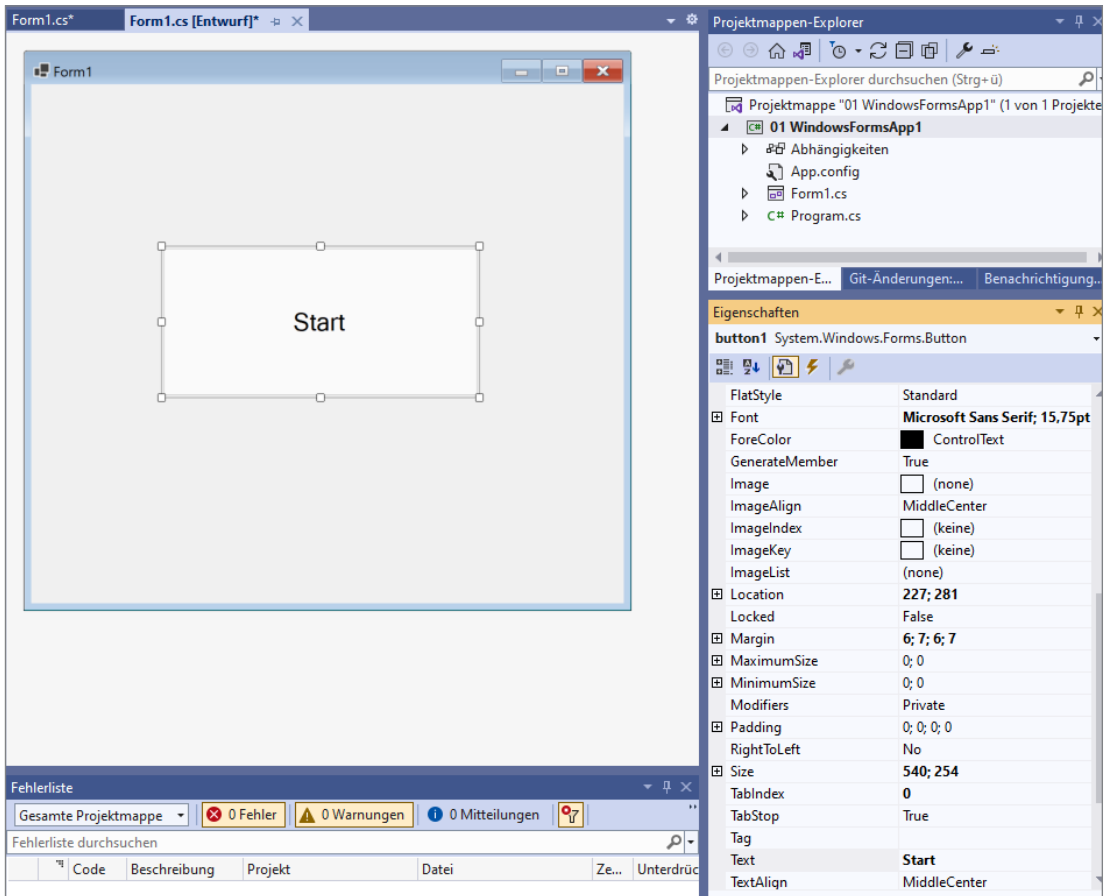 Form1.cs*
Form1.cs [Entwurf]*
Form1
Start
Fehlerliste
Gesamte Projektmappe
0 Fehler
0 Warnungen
0 Mitteilungen
Fehlerliste durchsuchen
Code Beschreibung Projekt Datei Ze... Unterdrüc
Projektmappen-Explorer
Projektmappen-Explorer durchsuchen (Strg+ü)
Projektmappe "01 WindowsFormsApp1" (1 von 1 Projekte
C# 01 WindowsFormsApp1
Abhängigkeiten
App.config
Form1.cs
C# Program.cs
Projektmappen-E... Git-Änderungen:... Benachrichtigung...
Eigenschaften
button1 System.Windows.Forms.Button
FlatStyle Standard
Font Microsoft Sans Serif; 15,75pt
ForeColor ControlText
GenerateMember True
Image (none)
ImageAlign MiddleCenter
ImageIndex (keine)
ImageKey (keine)
ImageList (none)
Location 227; 281
Locked False
Margin 6; 7; 6; 7
MaximumSize 0; 0
MinimumSize 0; 0
Modifiers Private
Padding 0; 0; 0; 0
RightToLeft No
Size 540; 254
TabIndex 0
TabStop True
Tag
Text Start
TextAlign MiddleCenter